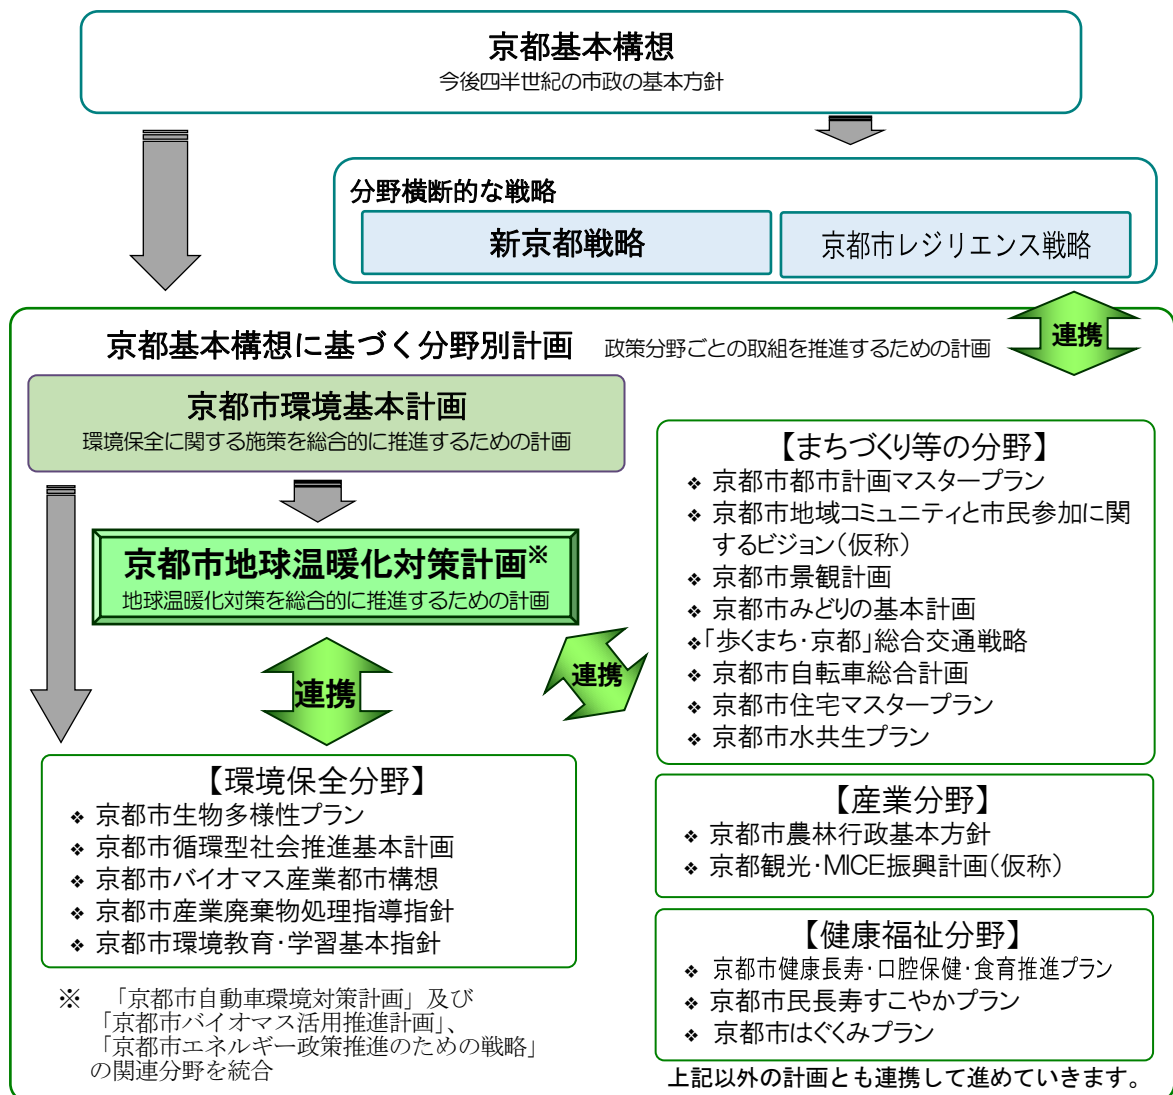 京都基本構想
今後四半世紀の市政の基本方針
分野横断的な戦略
新京都戦略
京都市レジリエンス戦略
連携
京都基本構想に基づく分野別計画 政策分野ごとの取組を推進するための計画
京都市環境基本計画
環境保全に関する施策を総合的に推進するための計画
京都市地球温暖化対策計画※
地球温暖化対策を総合的に推進するための計画
連携
連携
【環境保全分野】
❖ 京都市生物多様性プラン
❖ 京都市循環型社会推進基本計画
❖ 京都市バイオマス産業都市構想
❖ 京都市産業廃棄物処理指導指針
❖ 京都市環境教育・学習基本指針
※ 「京都市自動車環境対策計画」及び
「京都市バイオマス活用推進計画」、
「京都市エネルギー政策推進のための戦略」
の関連分野を統合
【まちづくり等の分野】
❖ 京都市都市計画マスタープラン
❖ 京都市地域コミュニティと市民参加に関
するビジョン(仮称)
❖ 京都市景観計画
❖ 京都市みどりの基本計画
❖「歩くまち・京都」総合交通戦略
❖ 京都市自転車総合計画
❖ 京都市住宅マスタープラン
❖ 京都市水共生プラン
【産業分野】
❖ 京都市農林行政基本方針
❖ 京都観光・MICE振興計画(仮称)
【健康福祉分野】
❖ 京都市健康長寿・口腔保健・食育推進プラン
❖ 京都市民長寿すこやかプラン
❖ 京都市はぐくみプラン
上記以外の計画とも連携して進めていきます。